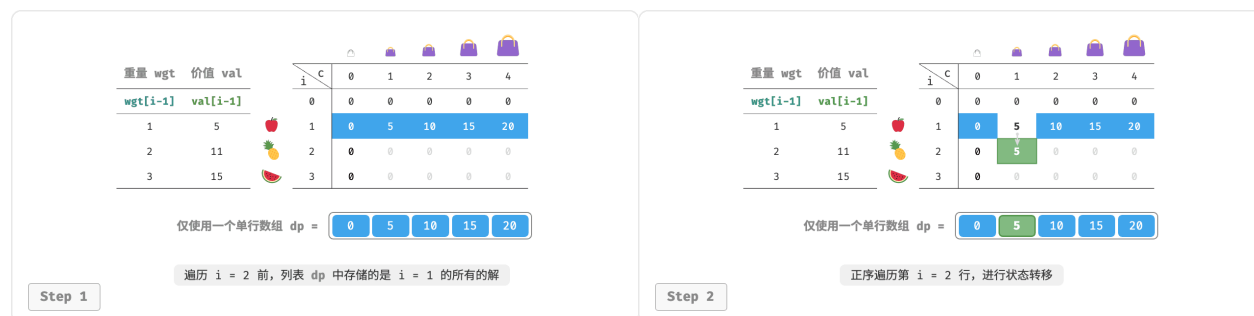 重量 wgt 价值 val c 0 1 2 3 4
i
wgt[i-1] val[i-1] 0 0 0 0 0 0
1 5 1 0 5 10 15 20
2 11 2 0 0 0 0 0
3 15 3 0 0 0 0 0
仅使用一个单行数组 dp = 0 5 10 15 20
遍历 i = 2 前，列表 dp 中存储的是 i = 1 的所有的解
Step 1
重量 wgt 价值 val c 0 1 2 3 4
i
wgt[i-1] val[i-1] 0 0 0 0 0 0
1 5 1 0 5 10 15 20
2 11 2 0 5 0 0 0
3 15 3 0 0 0 0 0
仅使用一个单行数组 dp = 0 5 10 15 20
正序遍历第 i = 2 行，进行状态转移
Step 2